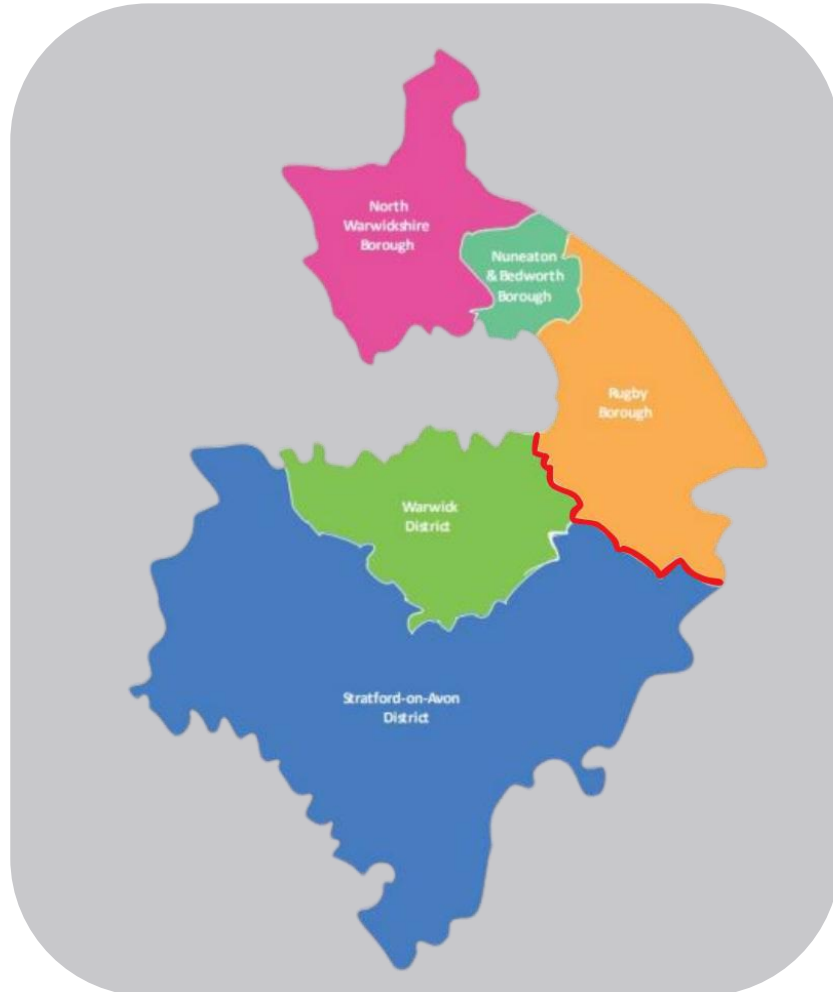 North
Warwickshire
Borough
Nuneaton
& Bedworth
Borough
Rugby
Borough
Warwick
District
Stratford-on-Avon
District